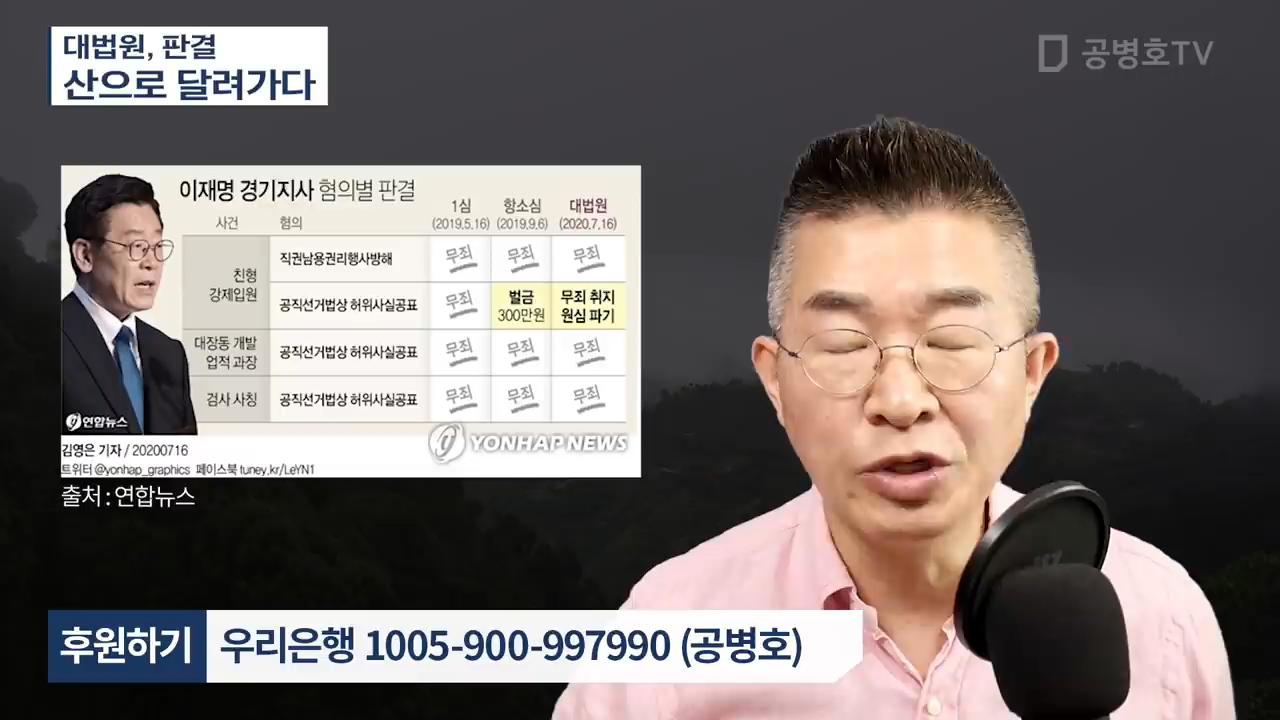 대법원, 판결
산으로 달려가다
공병호TV
이재명 경기지사 혐의별 판결
사건 혐의 1심 (2019.5.16) 항소심 (2019.9.6) 대법원 (2020.7.16)
친형 강제입원 직권남용권리행사방해 무죄 무죄 무죄
공직선거법상 허위사실공표 무죄 벌금 300만원 무죄 취지 원심 파기
대장동 개발 업적 과장 공직선거법상 허위사실공표 무죄 무죄 무죄
검사 사칭 공직선거법상 허위사실공표 무죄 무죄 무죄
연합뉴스
YONHAP NEWS
김영은 기자 / 20200716
트위터 @yonhap_graphics 페이스북 tuney.kr/LeYN1
출처 : 연합뉴스
후원하기 우리은행 1005-900-997990 (공병호)